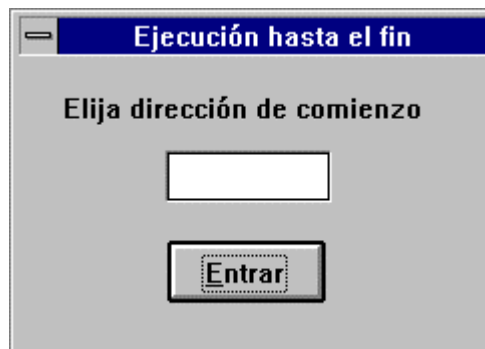 Ejecución hasta el fin
Elija dirección de comienzo
Entrar